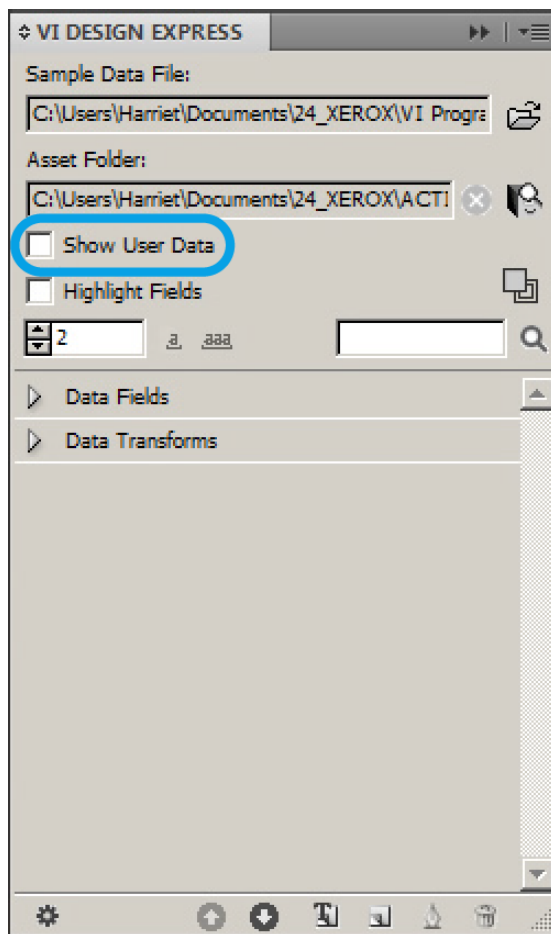 VI DESIGN EXPRESS
Sample Data File:
C:\Users\Harriet\Documents\24_XEROX\VI Progra
Asset Folder:
C:\Users\Harriet\Documents\24_XEROX\ACTI
Show User Data
Highlight Fields
2 a aaa
Data Fields
Data Transforms